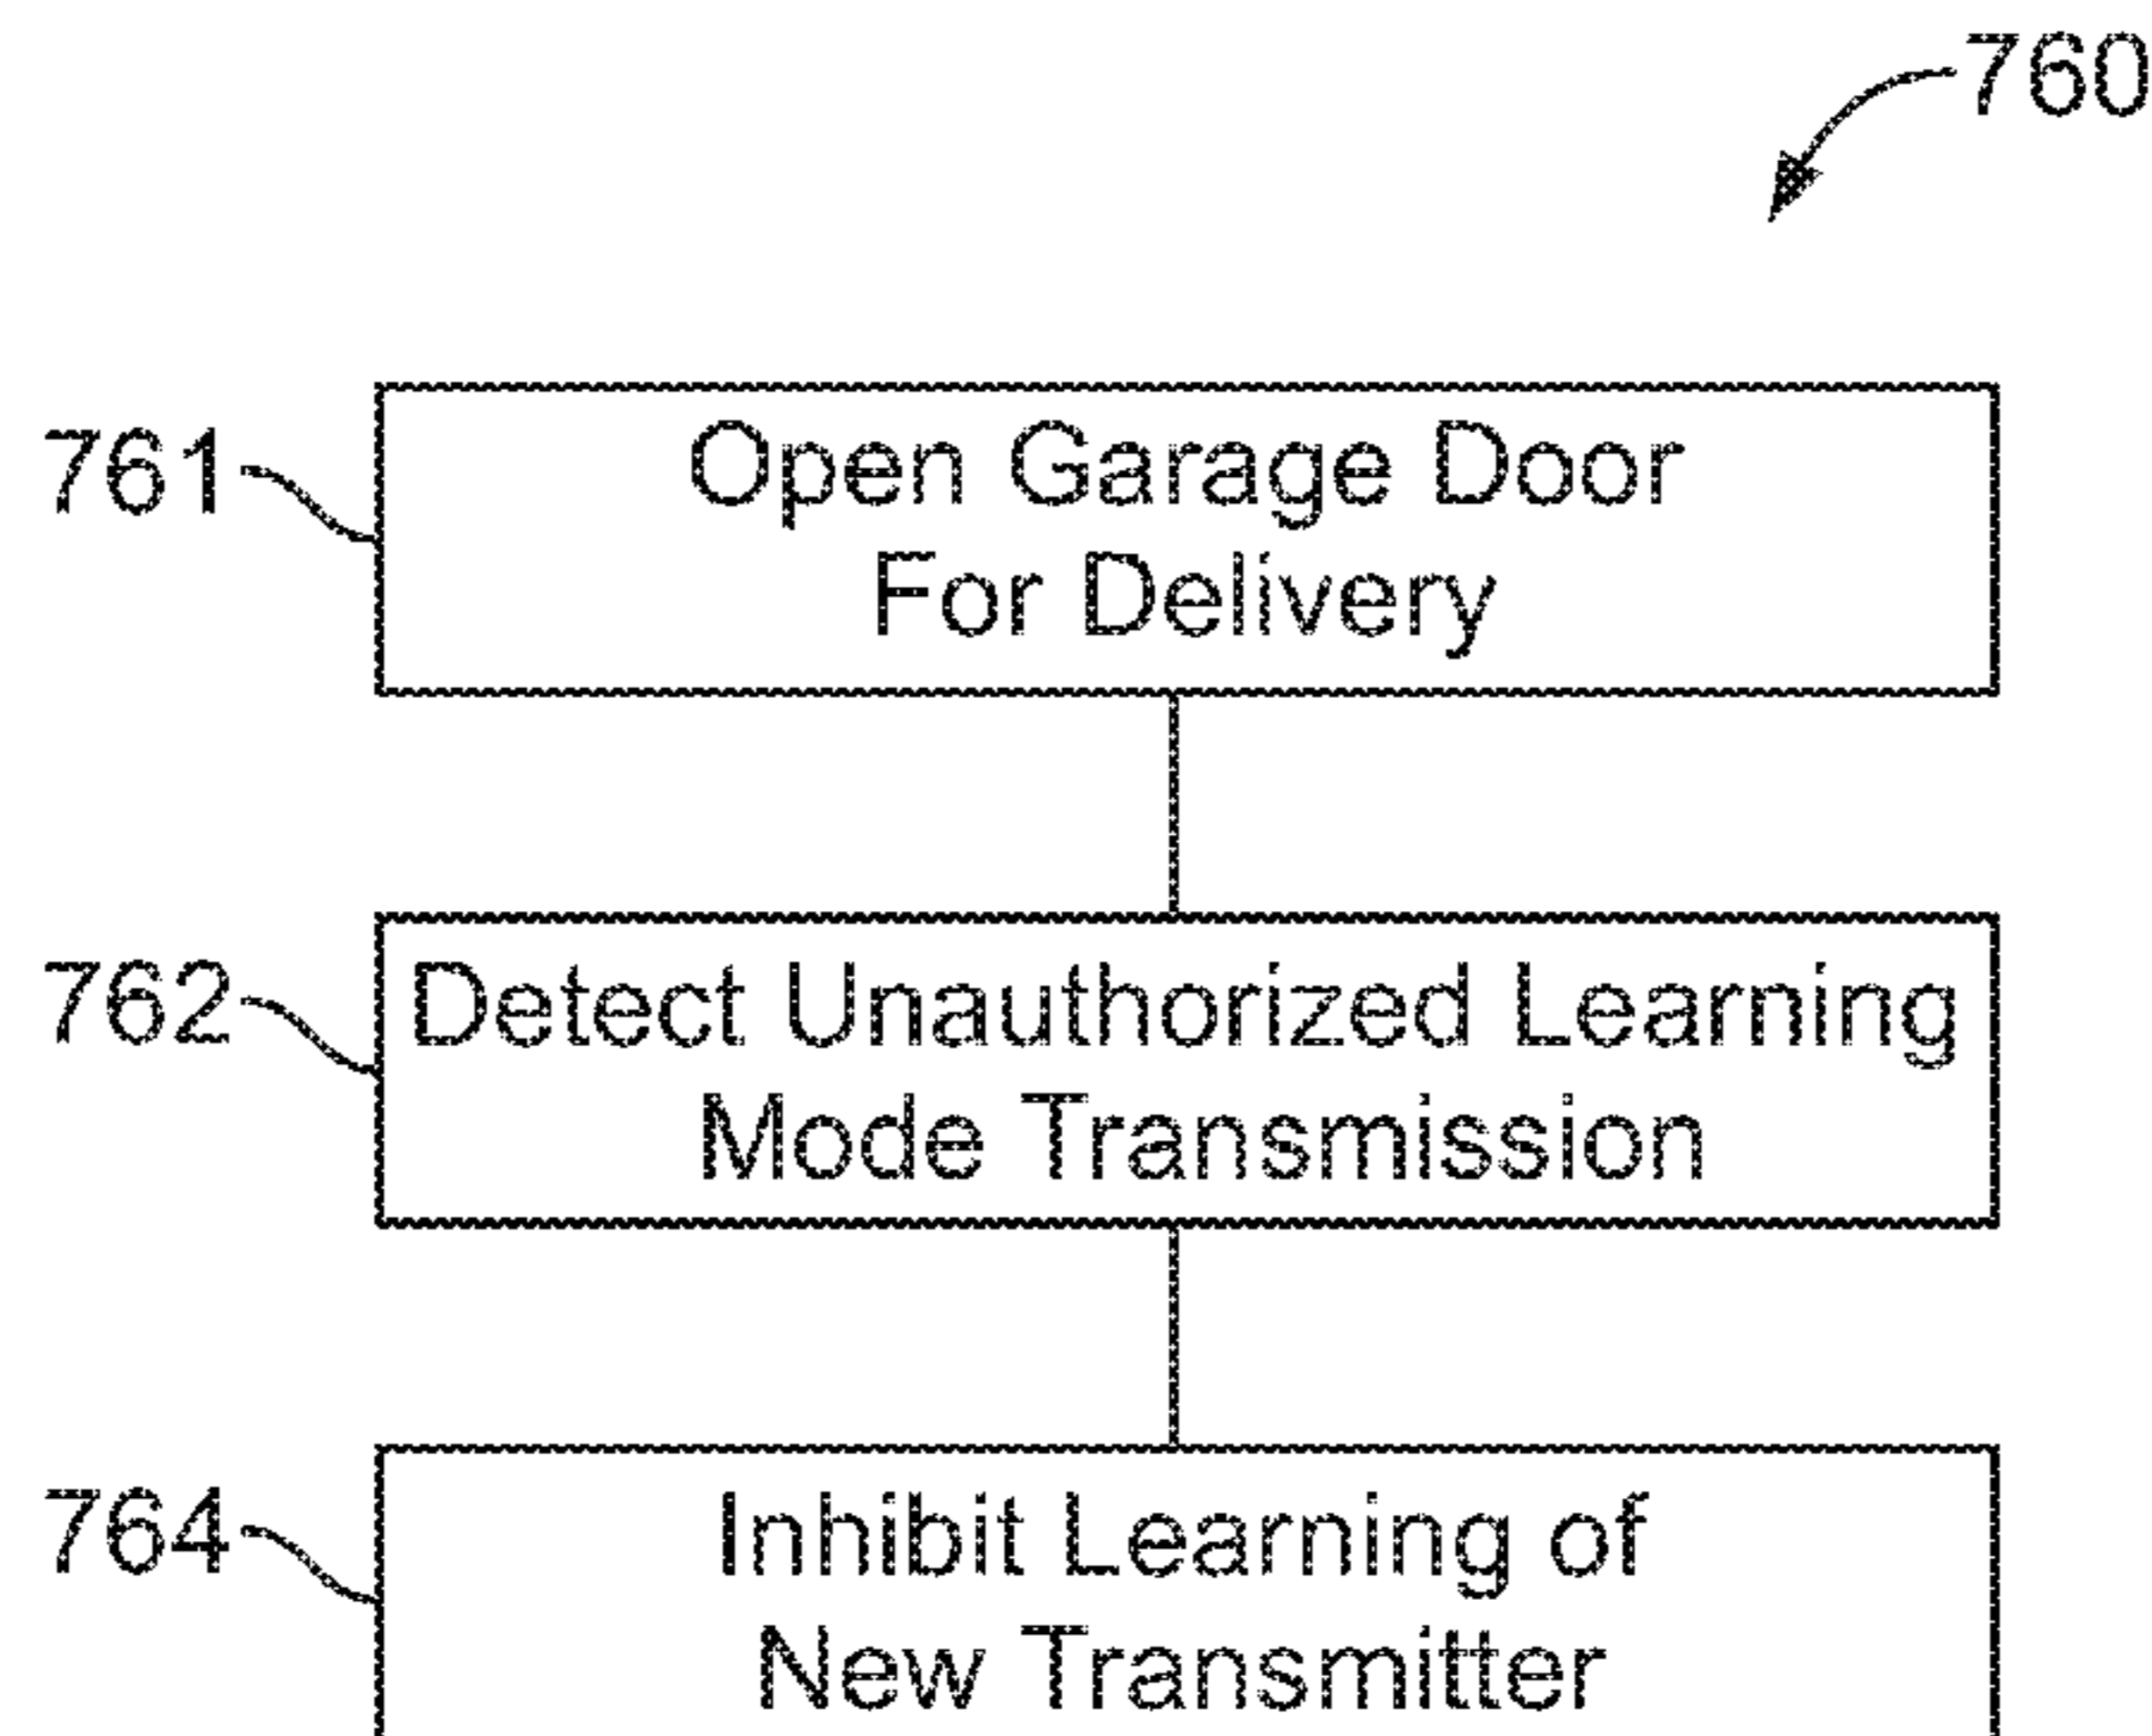 760
761
Open Garage Door
For Delivery
762
Detect Unauthorized Learning
Mode Transmission
764
Inhibit Learning of
New Transmitter